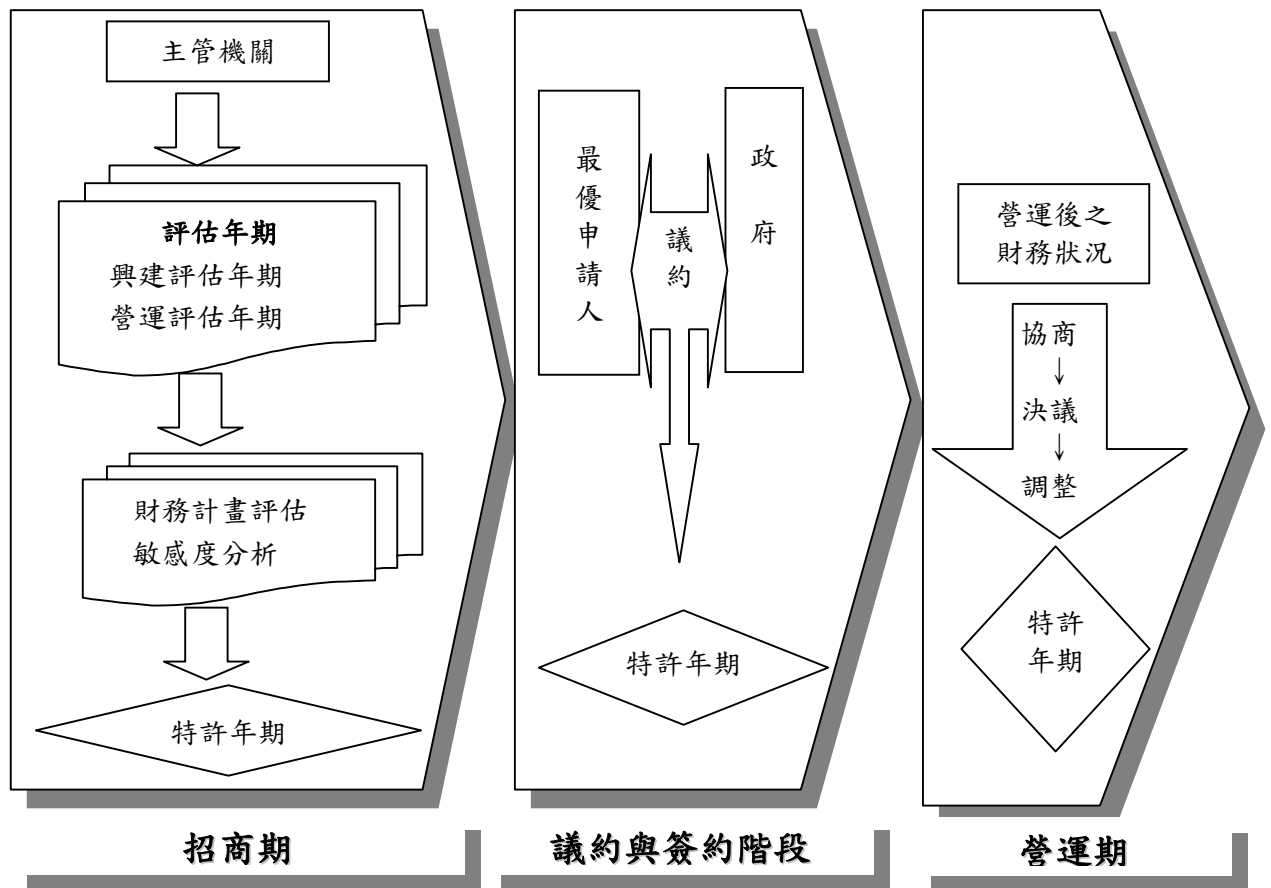 主管機關
評估年期
興建評估年期
營運評估年期
財務計畫評估
敏感度分析
特許年期
招商期
最優申請人
議約
政府
特許年期
議約與簽約階段
營運後之
財務狀況
協商
↓
決議
↓
調整
特許
年期
營運期